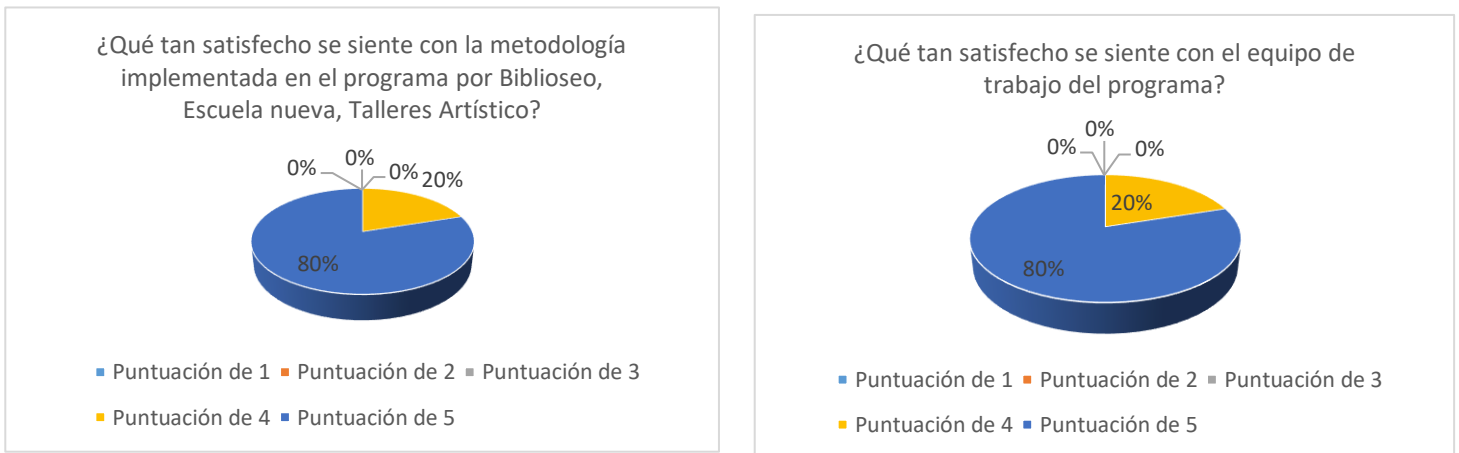 ¿Qué tan satisfecho se siente con la metodología
implementada en el programa por Biblioseo,
Escuela nueva, Talleres Artístico?
0%
0%
0%
20%
80%
Puntuación de 1 Puntuación de 2 Puntuación de 3
Puntuación de 4 Puntuación de 5
¿Qué tan satisfecho se siente con el equipo de
trabajo del programa?
0%
0%
0%
20%
80%
Puntuación de 1 Puntuación de 2 Puntuación de 3
Puntuación de 4 Puntuación de 5